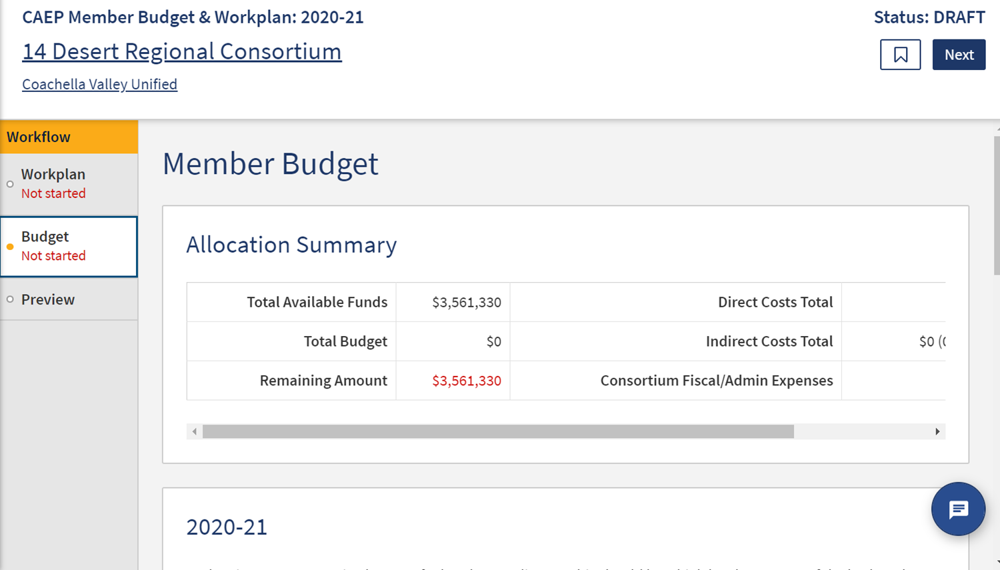 CAEP Member Budget & Workplan: 2020-21
Status: DRAFT
14 Desert Regional Consortium
Next
Coachella Valley Unified
Workflow
Workplan
Not started
Budget
Not started
Preview
Member Budget
Allocation Summary
Total Available Funds $3,561,330 Direct Costs Total
Total Budget $0 Indirect Costs Total $0
Remaining Amount $3,561,330 Consortium Fiscal/Admin Expenses
2020-21